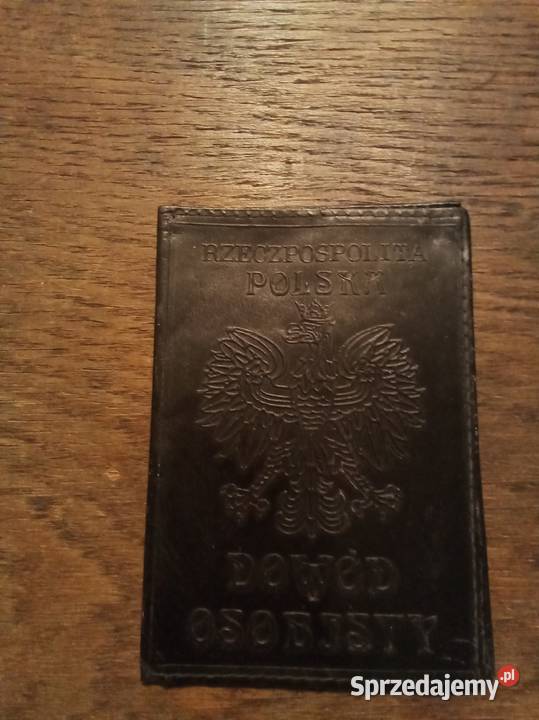 RZECZPOSPOLITA
POLSKA
DOWÓD
OSOBISTY
Sprzedajemy.pl